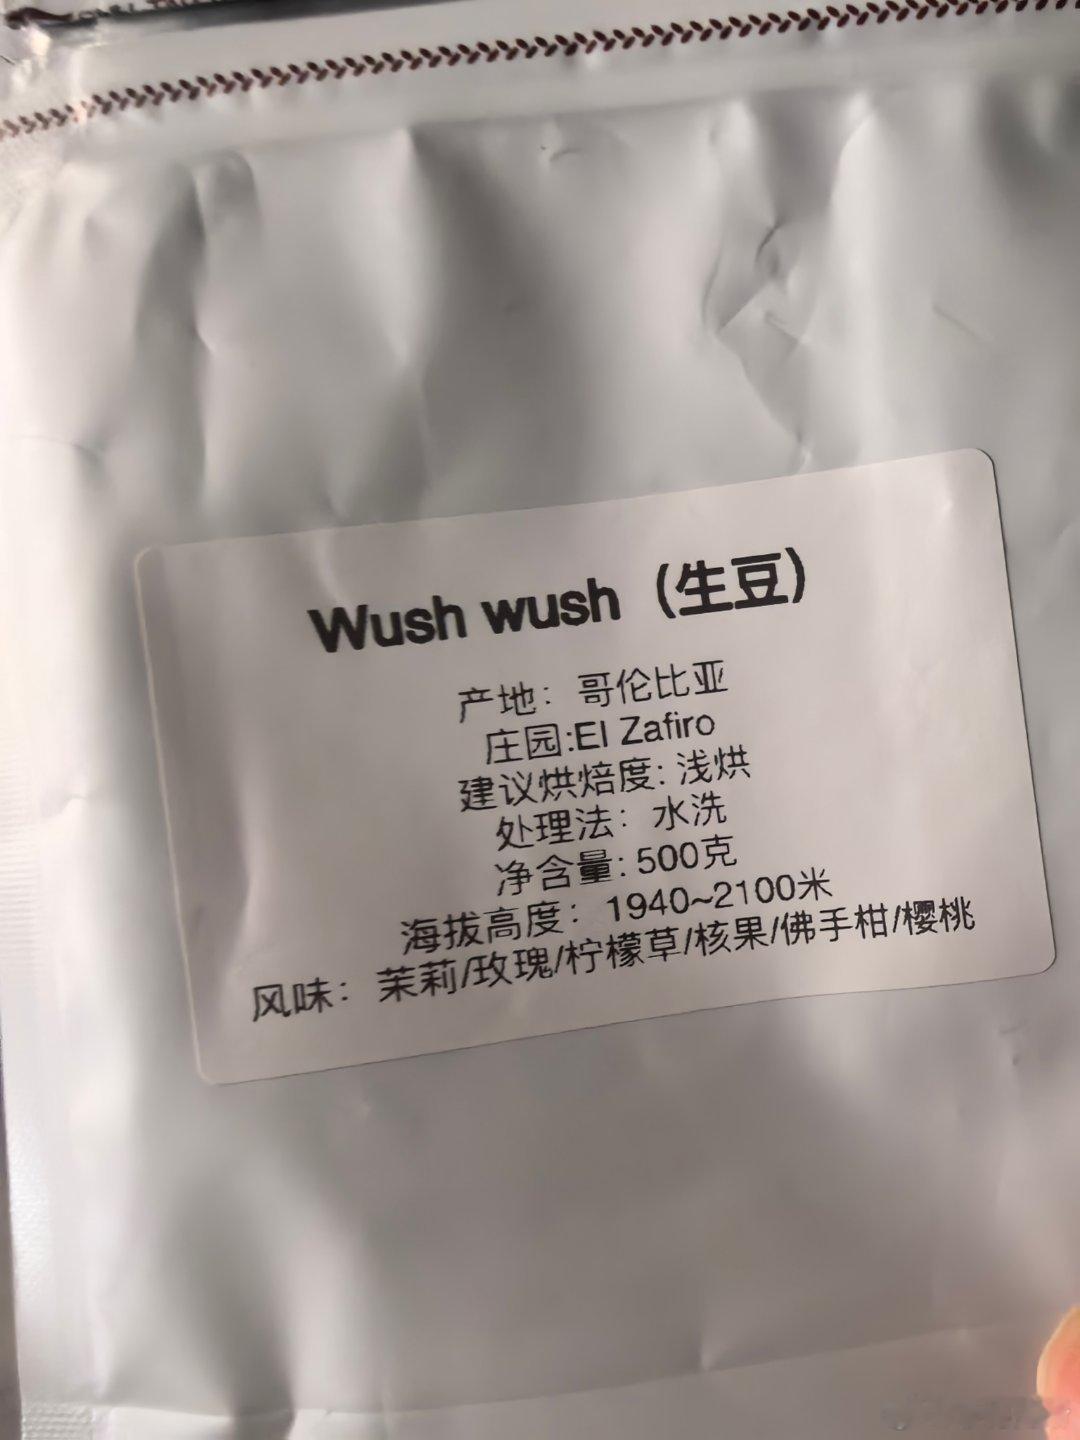 Wush wush（生豆）
产地：哥伦比亚
庄园:El Zafiro
建议烘焙度: 浅烘
处理法：水洗
净含量: 500克
海拔高度：1940~2100米
风味：茉莉/玫瑰/柠檬草/核果/佛手柑/樱桃